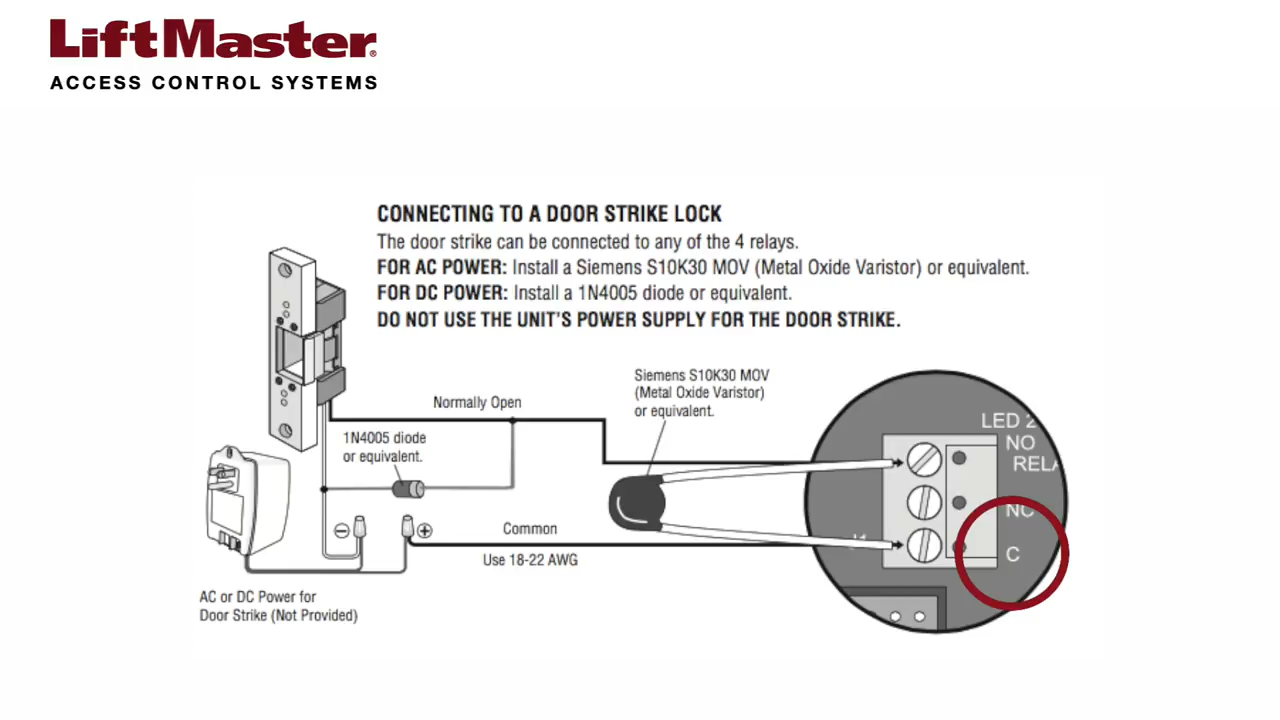 LiftMaster®
ACCESS CONTROL SYSTEMS
CONNECTING TO A DOOR STRIKE LOCK
The door strike can be connected to any of the 4 relays.
FOR AC POWER: Install a Siemens S10K30 MOV (Metal Oxide Varistor) or equivalent.
FOR DC POWER: Install a 1N4005 diode or equivalent.
DO NOT USE THE UNIT'S POWER SUPPLY FOR THE DOOR STRIKE.
Siemens S10K30 MOV
(Metal Oxide Varistor)
or equivalent.
Normally Open
1N4005 diode
or equivalent.
LED 2
NO
NC
C
Common
Use 18-22 AWG
AC or DC Power for
Door Strike (Not Provided)